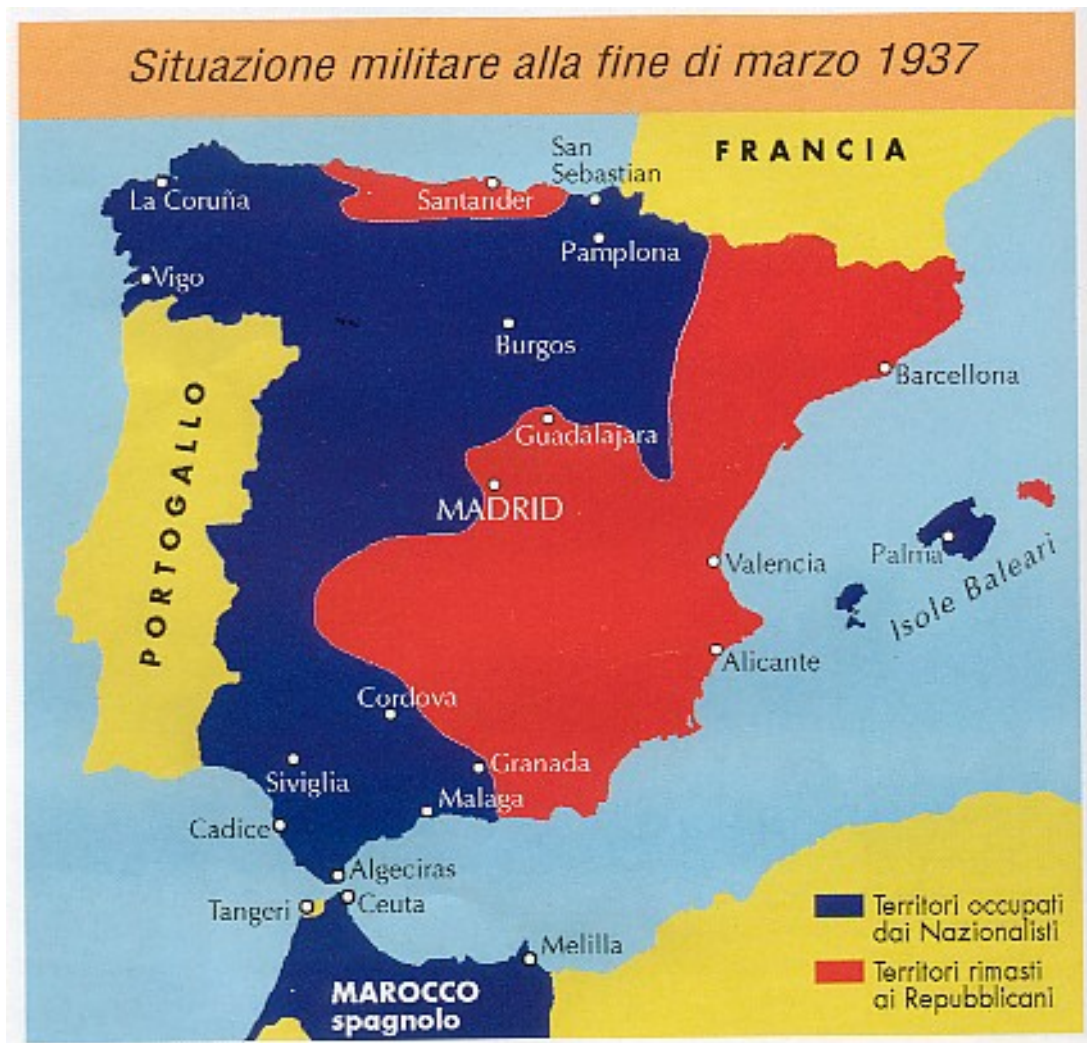 Situazione militare alla fine di marzo 1937
FRANCIA
San
Sebastian
La Coruña
Santander
Pamplona
Vigo
Burgos
Barcellona
Guadalajara
PORTOGALLO
MADRID
Palma
Valencia
Isole Baleari
Alicante
Cordova
Granada
Siviglia
Malaga
Cadice
Algeciras
Tangeri
Ceuta
Melilla
MAROCCO
spagnolo
Territori occupati
dai Nazionalisti
Territori rimasti
ai Repubblicani